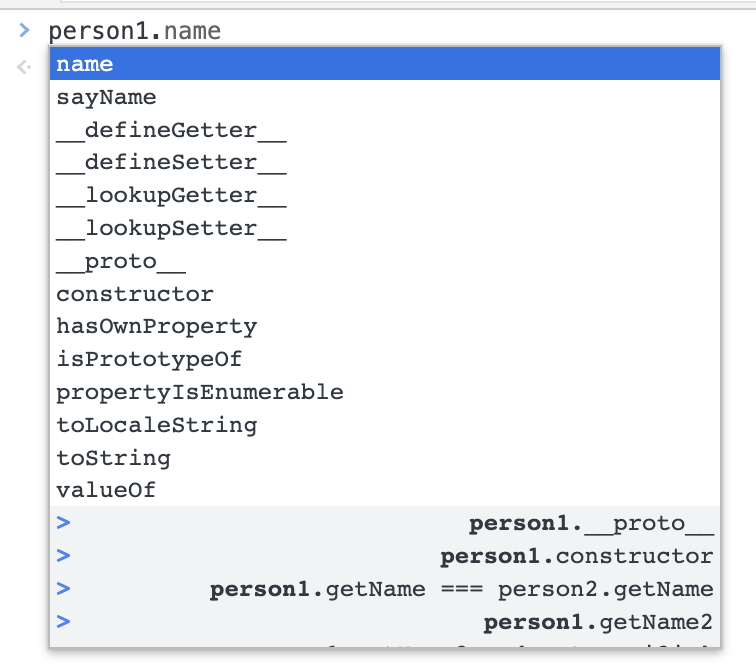 > person1.name
name
sayName
__defineGetter__
__defineSetter__
__lookupGetter__
__lookupSetter__
__proto__
constructor
hasOwnProperty
isPrototypeOf
propertyIsEnumerable
toLocaleString
toString
valueOf
> person1.__proto__
> person1.constructor
> person1.getName === person2.getName
> person1.getName2